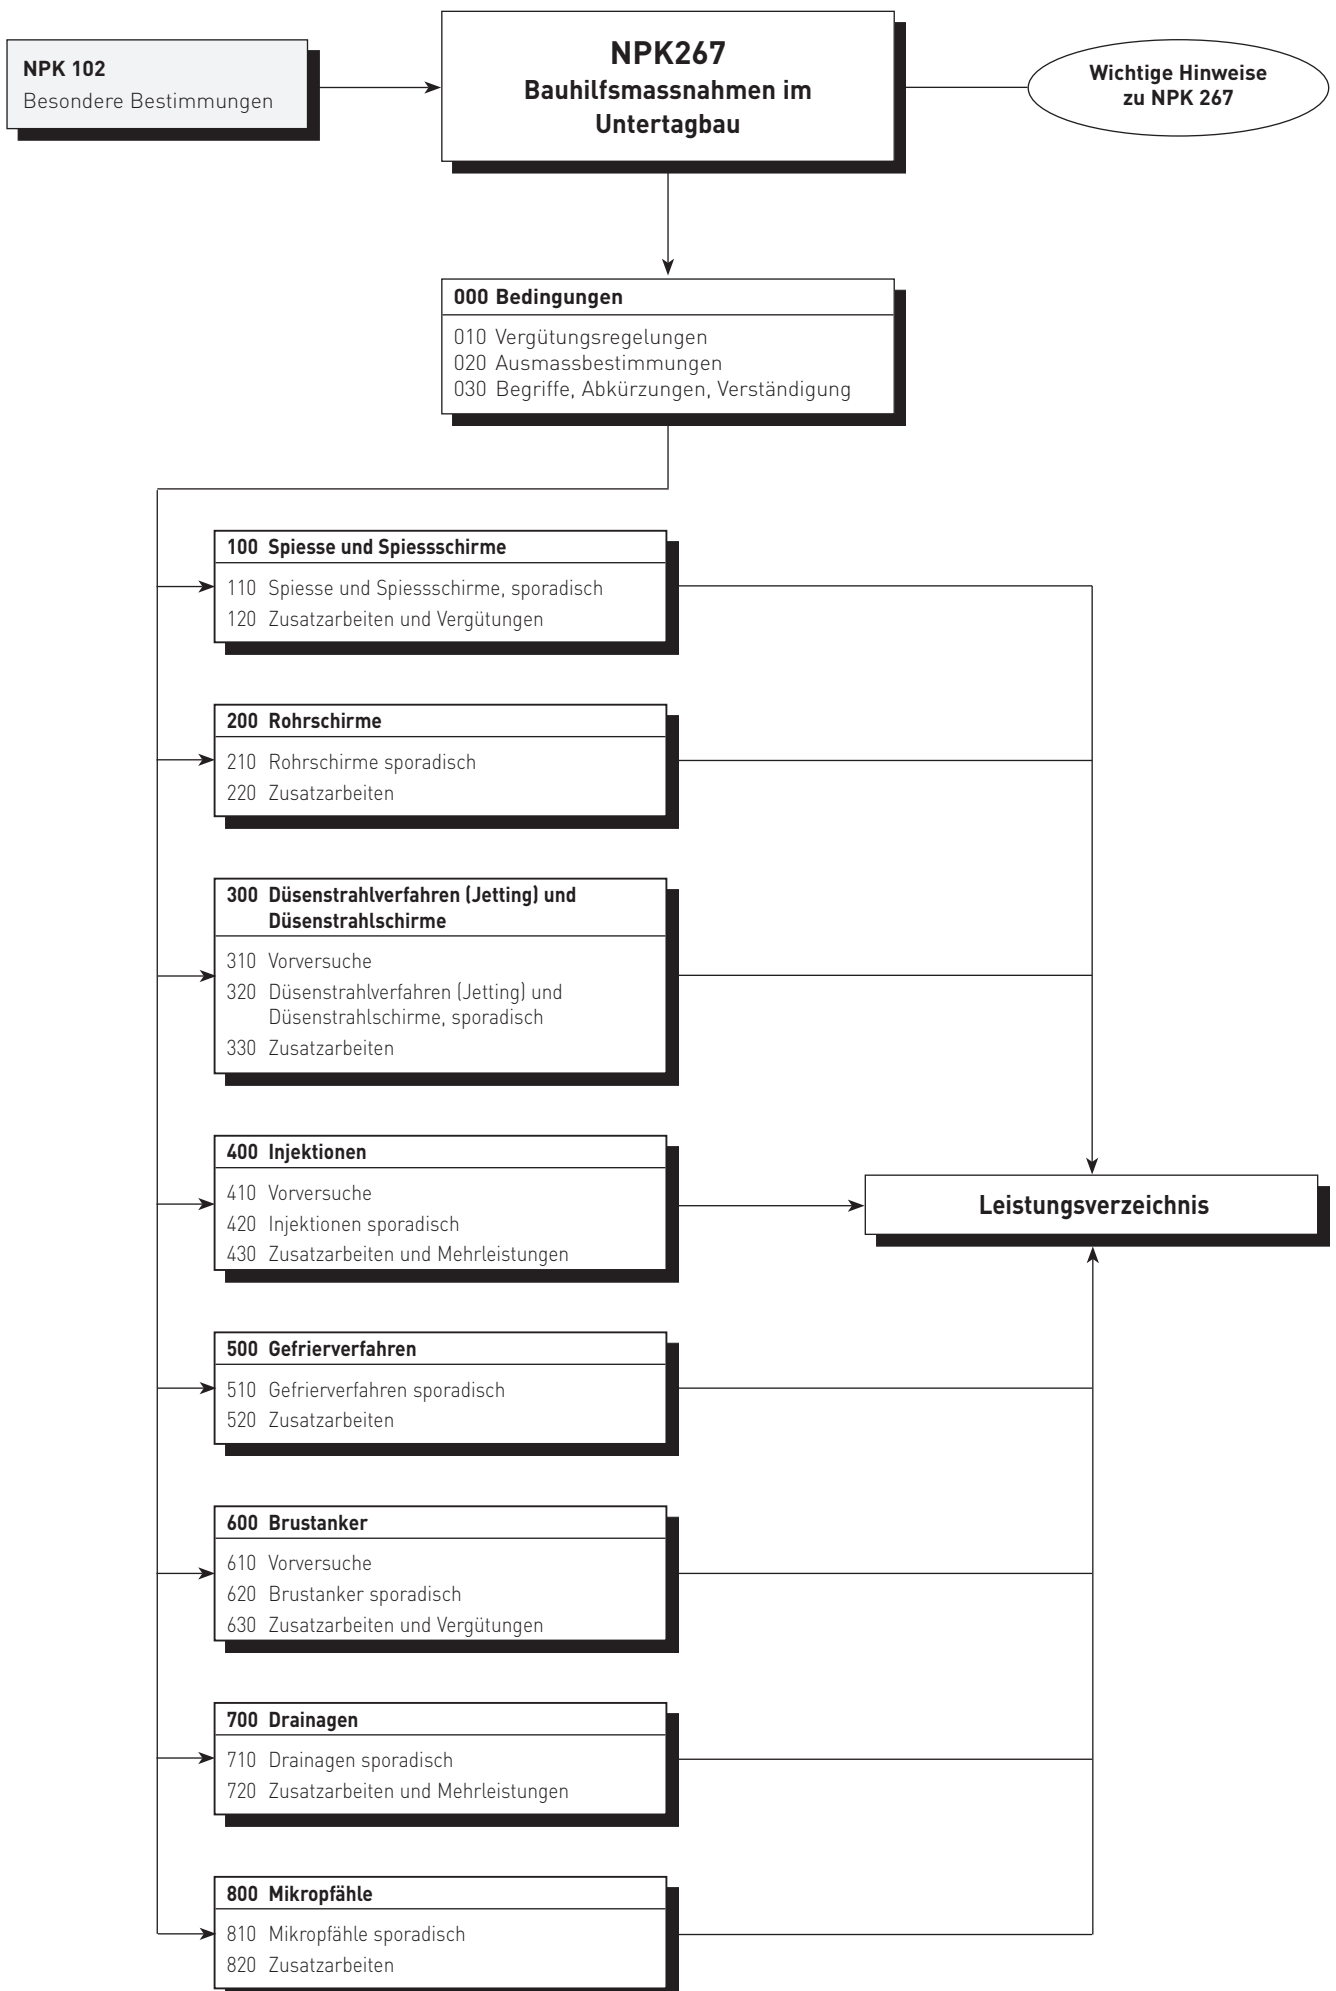 NPK 102
Besondere Bestimmungen
NPK267
Bauhilfsmassnahmen im
Untertagbau
Wichtige Hinweise
zu NPK 267
000 Bedingungen
010 Vergütungsregelungen
020 Ausmassbestimmungen
030 Begriffe, Abkürzungen, Verständigung
100 Spiesse und Spiessschirme
110 Spiesse und Spiessschirme, sporadisch
120 Zusatzarbeiten und Vergütungen
200 Rohrschirme
210 Rohrschirme sporadisch
220 Zusatzarbeiten
300 Düsenstrahlverfahren (Jetting) und
Düsenstrahlschirme
310 Vorversuche
320 Düsenstrahlverfahren (Jetting) und
Düsenstrahlschirme, sporadisch
330 Zusatzarbeiten
400 Injektionen
410 Vorversuche
420 Injektionen sporadisch
430 Zusatzarbeiten und Mehrleistungen
Leistungsverzeichnis
500 Gefrierverfahren
510 Gefrierverfahren sporadisch
520 Zusatzarbeiten
600 Brustanker
610 Vorversuche
620 Brustanker sporadisch
630 Zusatzarbeiten und Vergütungen
700 Drainagen
710 Drainagen sporadisch
720 Zusatzarbeiten und Mehrleistungen
800 Mikropfähle
810 Mikropfähle sporadisch
820 Zusatzarbeiten